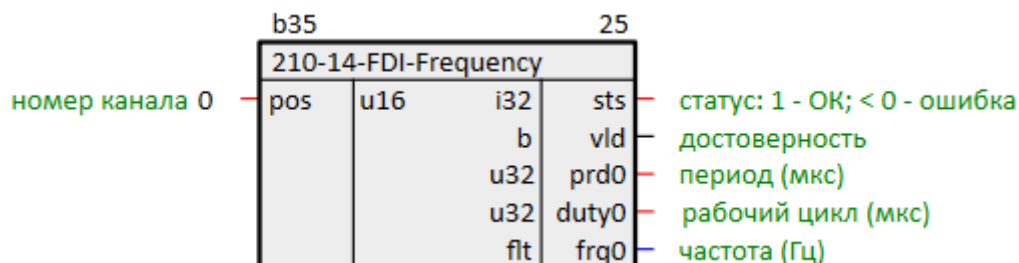 b35 25
210-14-FDI-Frequency
номер канала 0 pos u16 i32 sts статус: 1 - ОК; < 0 - ошибка
b vld достоверность
u32 prd0 период (мкс)
u32 duty0 рабочий цикл (мкс)
flt frq0 частота (Гц)